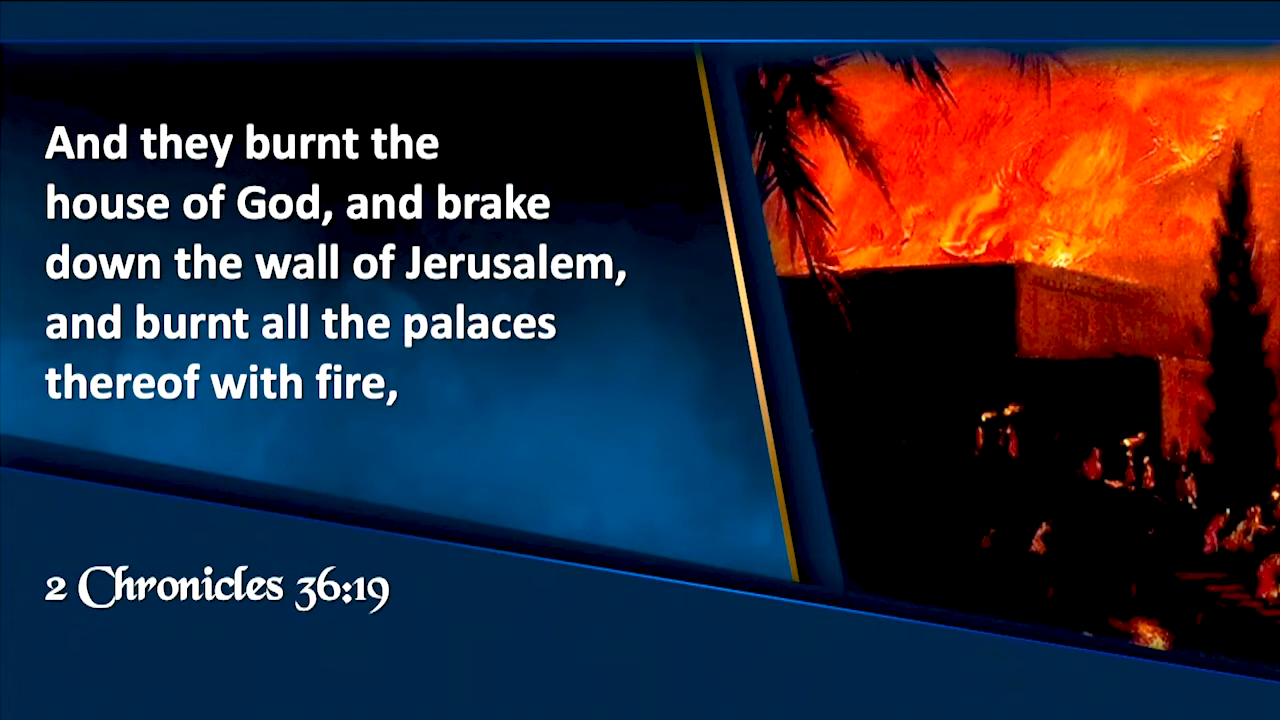 And they burnt the
house of God, and brake
down the wall of Jerusalem,
and burnt all the palaces
thereof with fire,
2 Chronicles 36:19